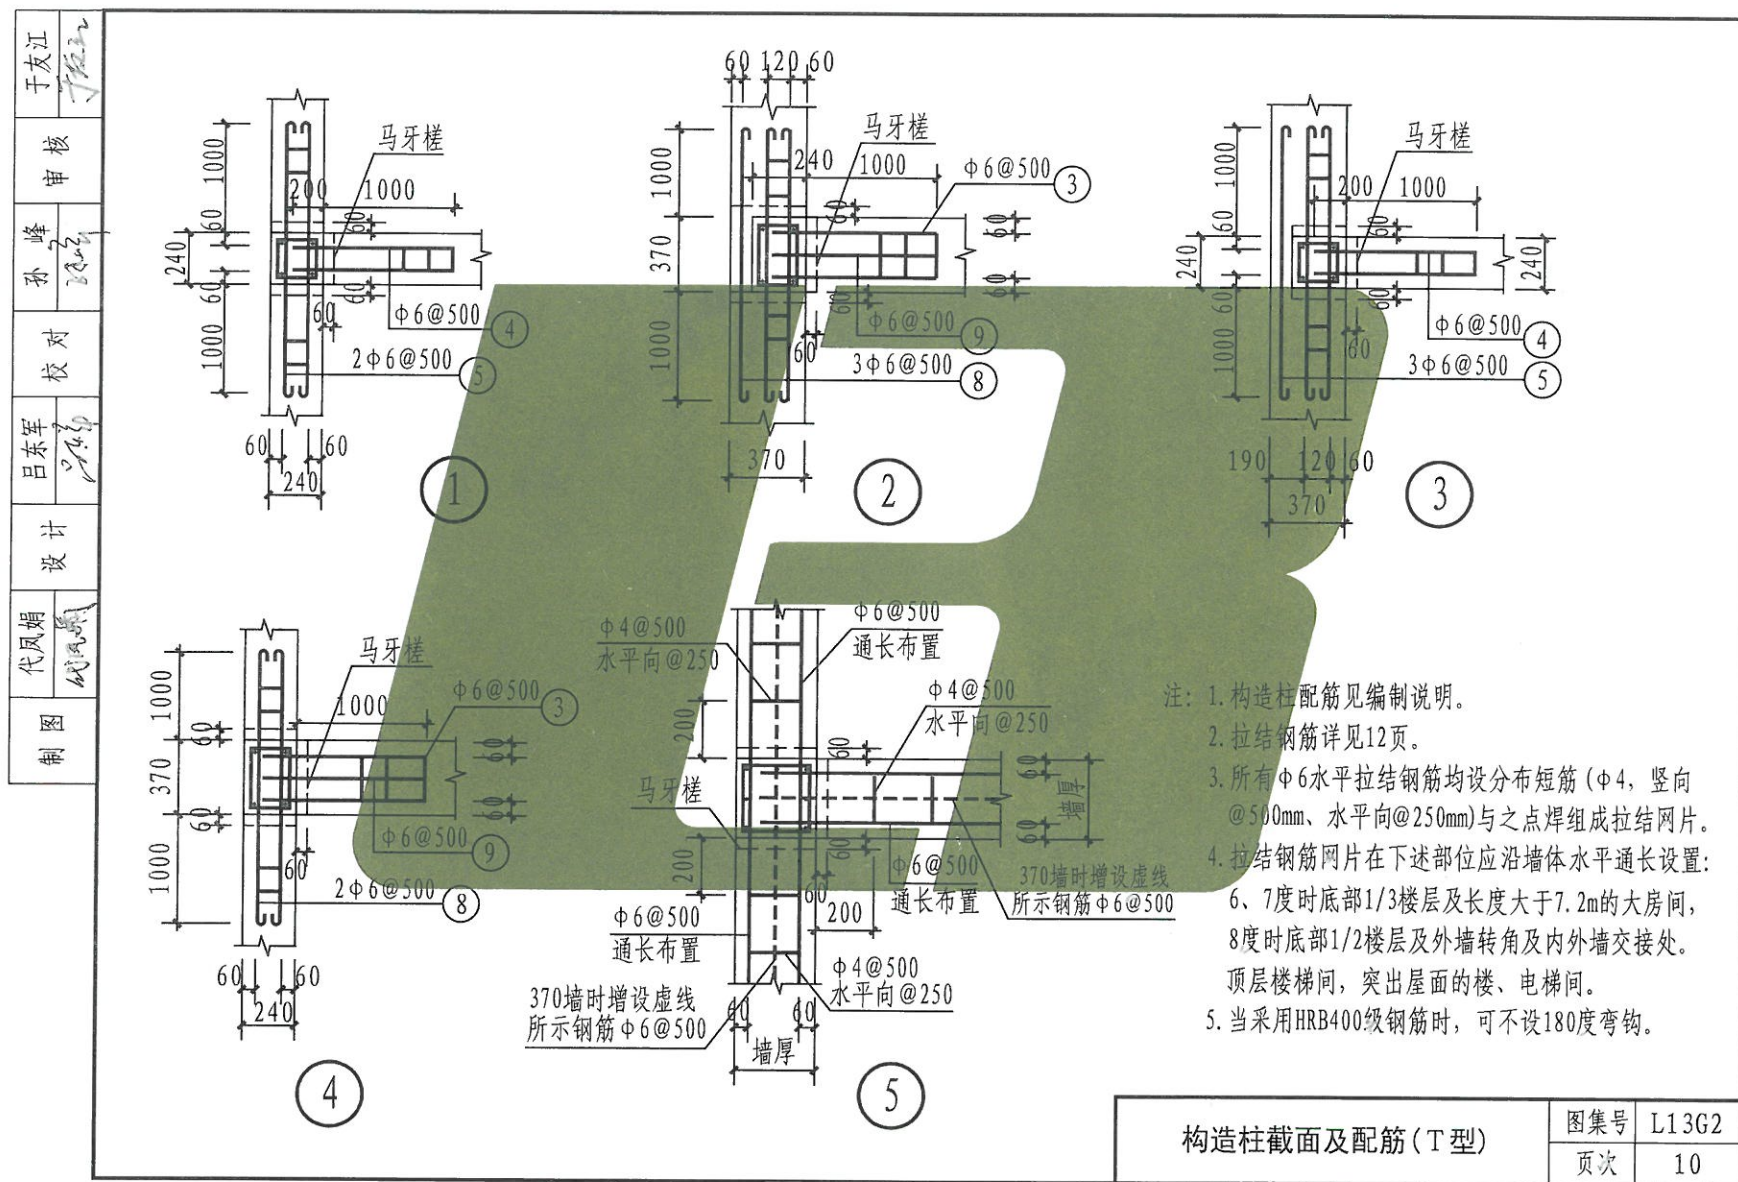 于友江
审核
孙峰
校对
吕东军
设计
代凤娟
制图
1000
60
240
60
1000
马牙槎
200
1000
60
60
60
φ6@500 ④
2φ6@500 ⑤
60
60
240
①
60 120 60
1000
370
1000
马牙槎
240
1000
φ6@500 ③
60
60
60
60
φ6@500 ⑨
60
3φ6@500 ⑧
370
②
1000
60
240
60
1000
马牙槎
200
1000
60
240
60
φ6@500 ④
60
3φ6@500 ⑤
190 120 60
370
③
1000
60
370
60
1000
马牙槎
1000
φ6@500 ③
60
60
φ6@500 ⑨
60
2φ6@500 ⑧
60
60
240
④
φ4@500
水平向@250
φ6@500
通长布置
φ4@500
水平向@250
200
60
60
墙厚
马牙槎
60
60
200
φ6@500
通长布置
60
200
370墙时增设虚线
所示钢筋φ6@500
φ6@500
通长布置
φ4@500
水平向@250
370墙时增设虚线
所示钢筋φ6@500
60
60
墙厚
⑤
注: 1.构造柱配筋见编制说明。
2.拉结钢筋详见12页。
3.所有φ6水平拉结钢筋均设分布短筋(φ4, 竖向
@500mm、水平向@250mm)与之点焊组成拉结网片。
4.拉结钢筋网片在下述部位应沿墙体水平通长设置:
6、7度时底部1/3楼层及长度大于7.2m的大房间,
8度时底部1/2楼层及外墙转角及内外墙交接处。
顶层楼梯间, 突出屋面的楼、电梯间。
5.当采用HRB400级钢筋时, 可不设180度弯钩。
构造柱截面及配筋(T型)
图集号 L13G2
页次 10